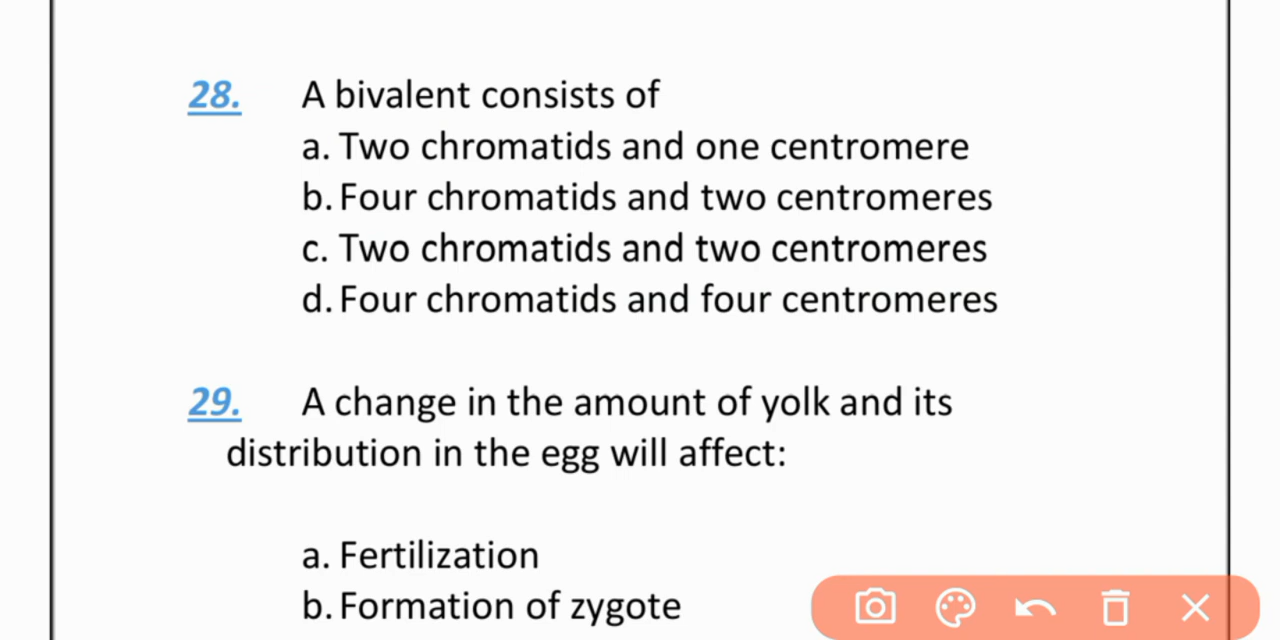 28. A bivalent consists of
a. Two chromatids and one centromere
b. Four chromatids and two centromeres
c. Two chromatids and two centromeres
d. Four chromatids and four centromeres
29. A change in the amount of yolk and its
distribution in the egg will affect:
a. Fertilization
b. Formation of zygote